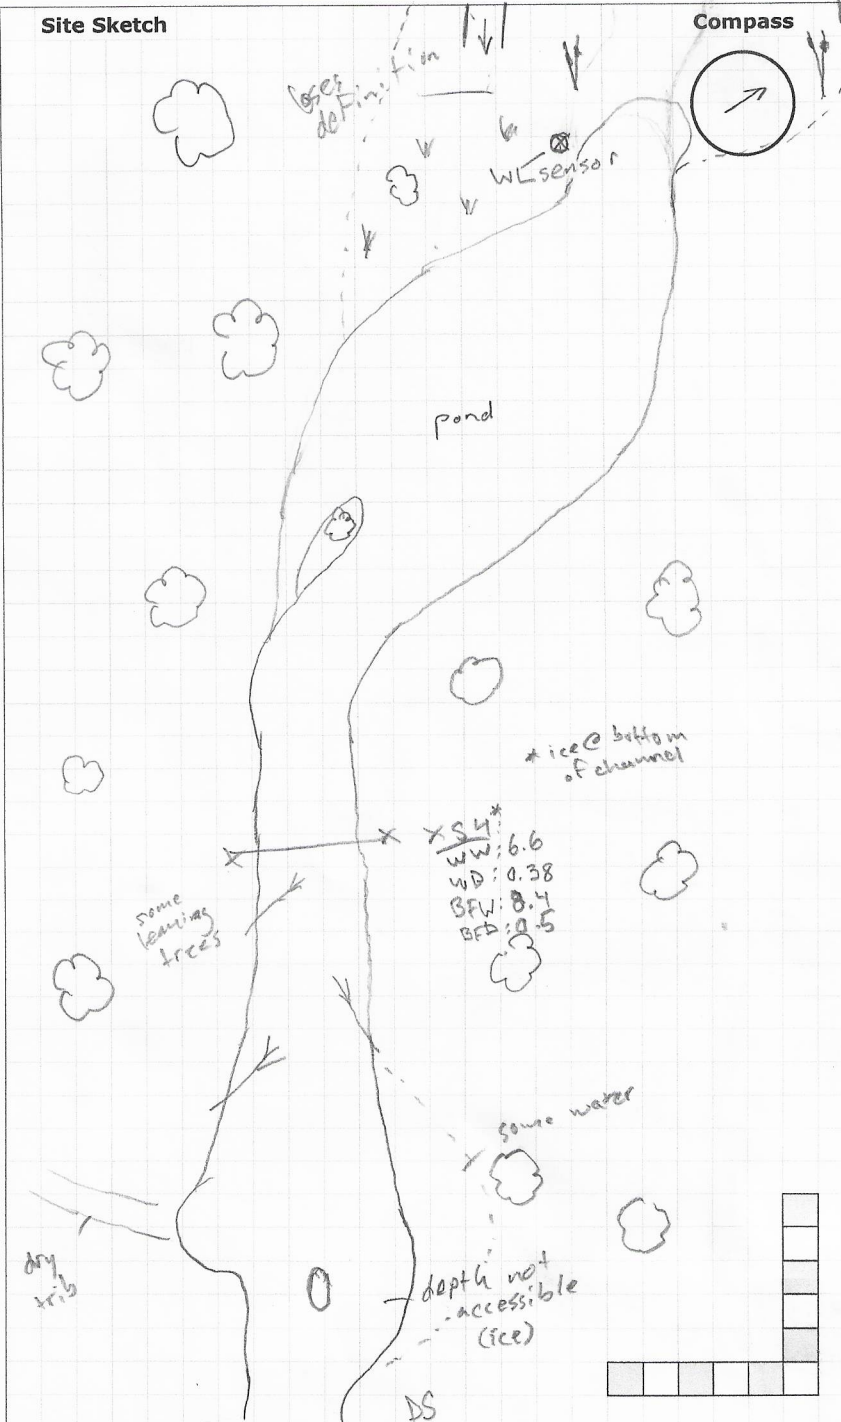 Site Sketch
Compass
loses
definition
WL sensor
pond
* ice @ bottom
of channel
XS 4*
WW: 6.6
WD: 0.38
BFW: 8.4
BFD: 0.5
some
leaning
trees
some water
dry
trib
depth not
accessible
(ice)
DS